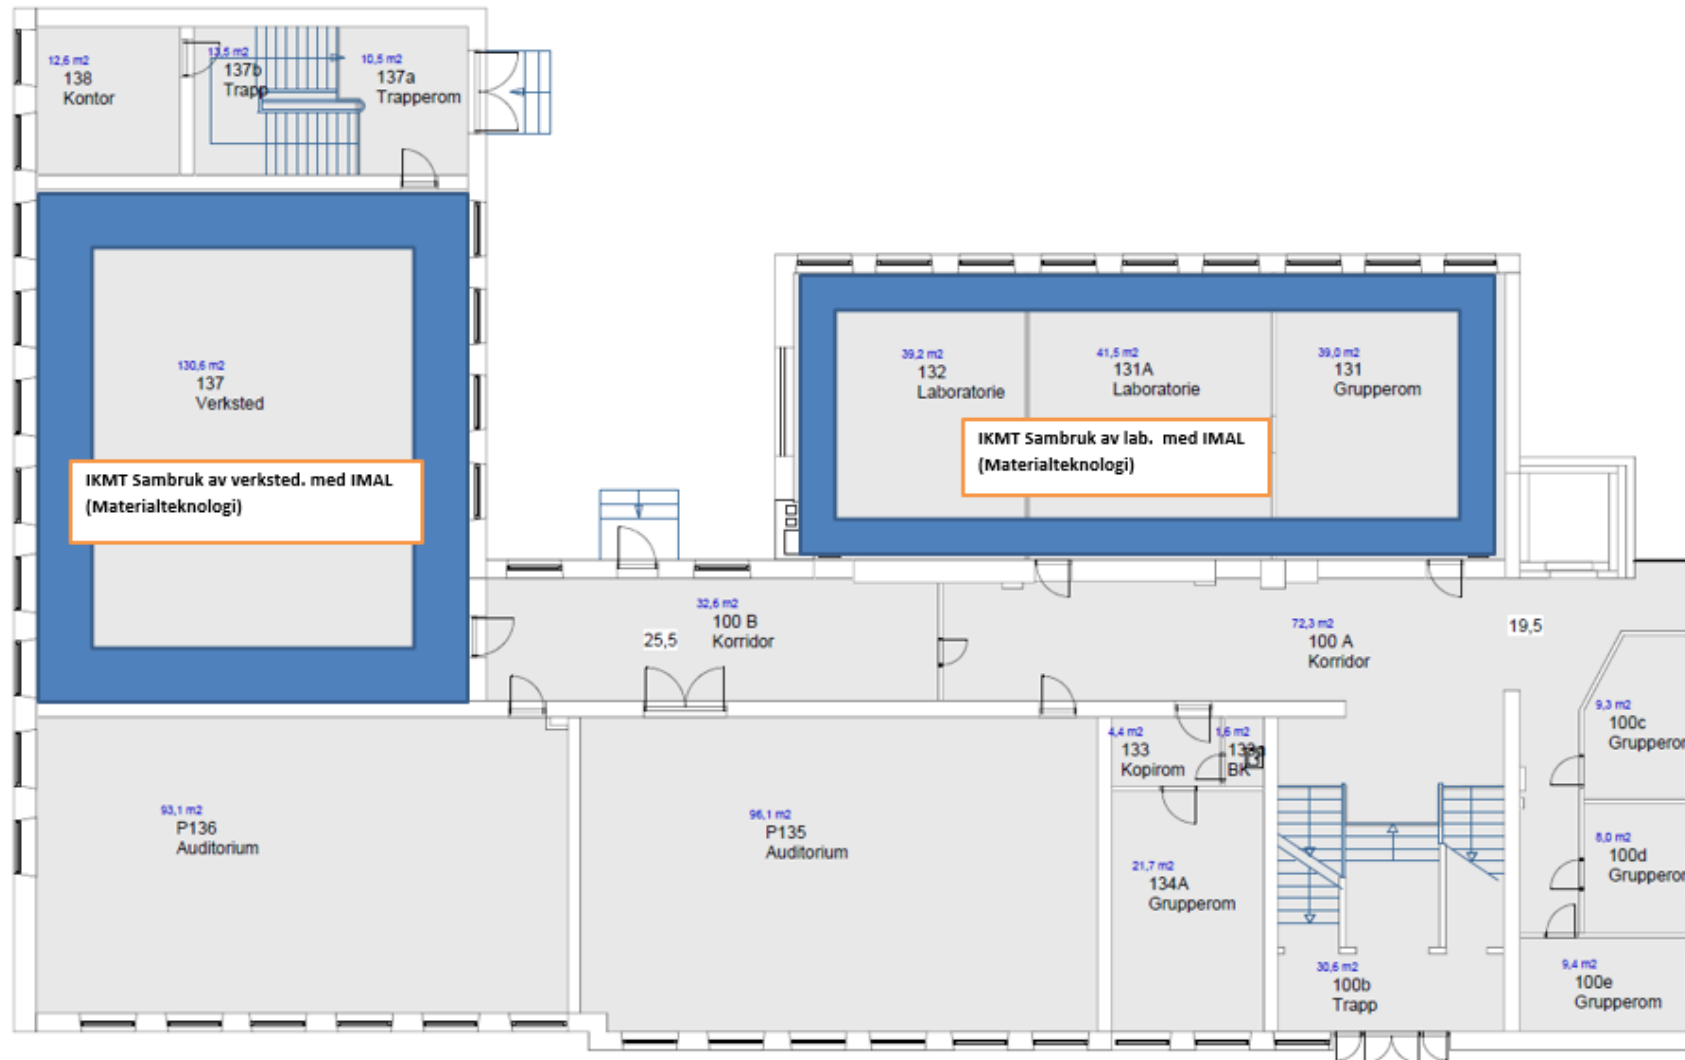 12,6 m2
138
Kontor
13,5 m2
137b
Trapp
10,5 m2
137a
Trapperom
130,6 m2
137
Verksted
IKMT Sambruk av verksted. med IMAL
(Materialteknologi)
39,2 m2
132
Laboratorie
41,5 m2
131A
Laboratorie
39,0 m2
131
Grupperom
IKMT Sambruk av lab.  med IMAL
(Materialteknologi)
32,6 m2
100 B
Korridor
25,5
72,3 m2
100 A
Korridor
19,5
9,3 m2
100c
Grupperom
4,4 m2
133
Kopirom
1,6 m2
133a
BK
93,1 m2
P136
Auditorium
96,1 m2
P135
Auditorium
21,7 m2
134A
Grupperom
8,0 m2
100d
Grupperom
30,6 m2
100b
Trapp
9,4 m2
100e
Grupperom